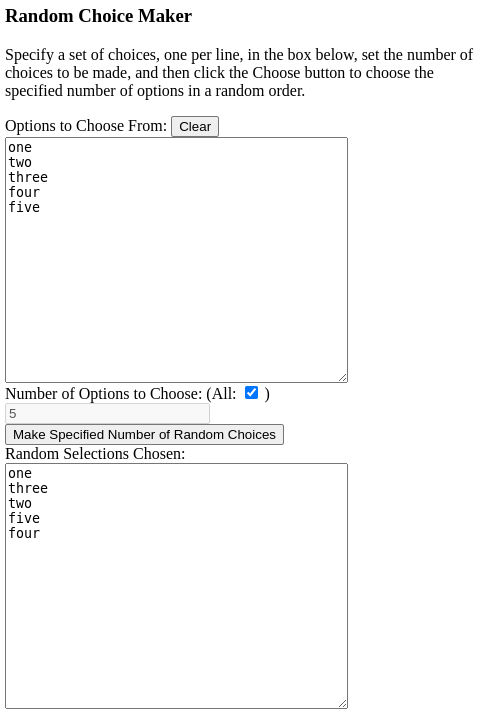 Random Choice Maker
Specify a set of choices, one per line, in the box below, set the number of
choices to be made, and then click the Choose button to choose the
specified number of options in a random order.
Options to Choose From: Clear
one
two
three
four
five
Number of Options to Choose: (All: )
5
Make Specified Number of Random Choices
Random Selections Chosen:
one
three
two
five
four